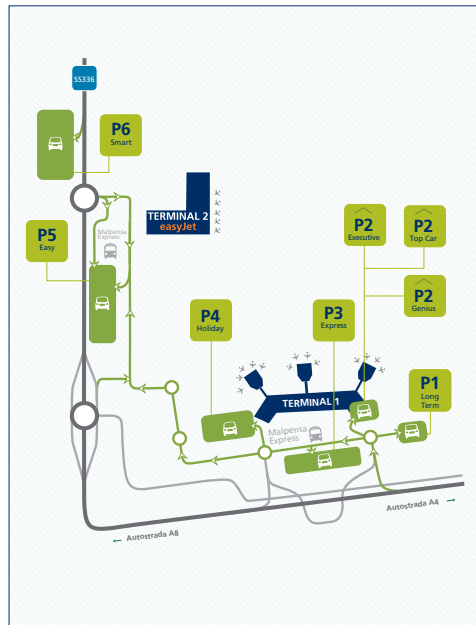 SS336
P6
Smart
TERMINAL 2
easyJet
P5
Easy
Malpensa
Express
P2
Executive
P2
Top Car
P2
Genius
P4
Holiday
P3
Express
P1
Long
Term
TERMINAL 1
Malpensa
Express
← Autostrada A8
Autostrada A4 →